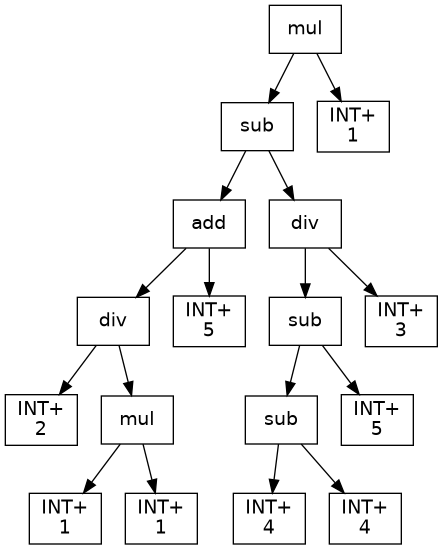 mul
sub
INT+
1
add
div
div
INT+
5
sub
INT+
3
INT+
2
mul
sub
INT+
5
INT+
1
INT+
1
INT+
4
INT+
4